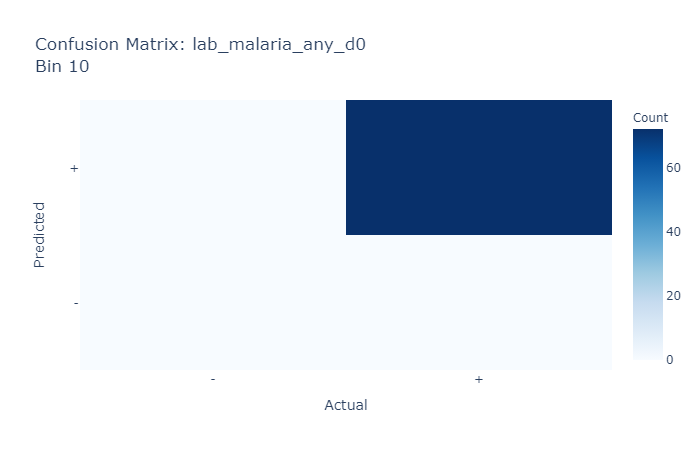 Confusion Matrix: lab_malaria_any_d0
Bin 10
Count
60
40
20
0
Predicted
+
-
-
+
Actual